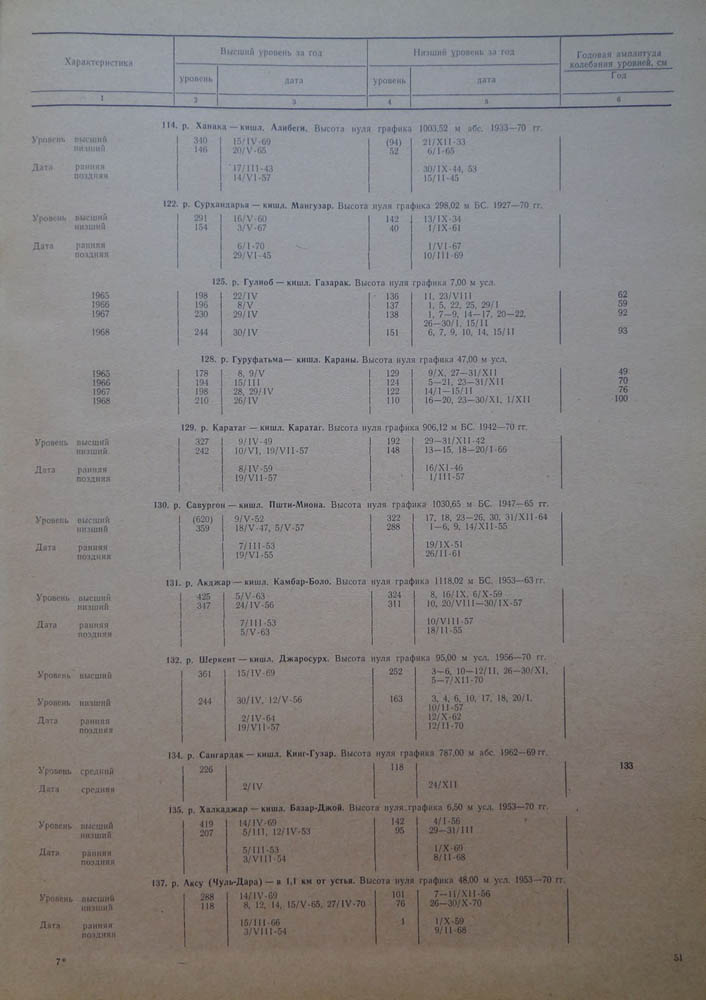 Характеристика Высший уровень за год Низший уровень за год Годовая амплитуда
колебания уровней, см
уровень дата уровень дата Год
1 2 3 4 5 6
114. р. Ханака — кишл. Алибеги. Высота нуля графика 1003,52 м абс. 1933—70 гг.
Уровень высший 340 15/IV-69 (94) 21/XII-33
низший 146 20/V-65 52 6/I-65
Дата ранняя 17/III-43 30/IX-44, 53
поздняя 14/VI-57 15/II-45
122. р. Сурхандарья — кишл. Мангузар. Высота нуля графика 298,02 м БС. 1927—70 гг.
Уровень высший 291 16/V-60 142 13/IX-34
низший 154 3/V-67 40 1/IX-61
Дата ранняя 6/I-70 1/VI-67
поздняя 29/VI-45 10/III-69
125. р. Гулиоб — кишл. Газарак. Высота нуля графика 7,00 м усл.
1965 198 22/IV 136 11, 23/VIII 62
1966 196 8/V 137 1, 5, 22, 25, 29/I 59
1967 230 29/IV 138 1, 7—9, 14—17, 20—22, 92
26—30/I, 15/II
1968 244 30/IV 151 6, 7, 9, 10, 14, 15/II 93
128. р. Гуруфатьма— кишл. Караны. Высота нуля графика 47,00 м усл.
1965 178 8, 9/V 129 9/X, 27—31/XII 49
1966 194 15/III 124 5—21, 23—31/XII 70
1967 198 28, 29/IV 122 14/I—15/II 76
1968 210 26/IV 110 16—20, 23—30/XI, 1/XII 100
129. р. Каратаг — кишл. Каратаг. Высота нуля графика 906,12 м БС. 1942—70 гг.
Уровень высший 327 9/IV-49 192 29—31/XII-42
низший 242 10/VI, 19/VII-57 148 13—15, 18—20/I-66
Дата ранняя 8/IV-59 16/XI-46
поздняя 19/VII-57 1/III-57
130. р. Савургон — кишл. Пшти-Миона. Высота нуля графика 1030,65 м БС. 1947—65 гг.
Уровень высший (620) 9/V-52 322 17, 18, 23—26, 30, 31/XII-64
низший 359 18/V-47, 5/V-57 288 1—6, 9, 14/XII-55
Дата ранняя 7/III-53 19/IX-51
поздняя 19/VI-55 26/II-61
131. р. Акджар — кишл. Камбар-Боло. Высота нуля графика 1118,02 м БС. 1953—63 гг.
Уровень высший 425 5/V-63 324 8, 16/IX, 6/X-59
низший 347 24/IV-56 311 10, 20/VIII—30/IX-57
Дата ранняя 7/III-53 10/VIII-57
поздняя 5/V-63 18/II-55
132. р. Шеркент — кишл. Джаросурх. Высота нуля графика 95,00 м усл. 1956—70 гг.
Уровень высший 361 15/IV-69 252 3—6, 10—12/II, 26—30/XI,
5—7/XII-70
Уровень низший 244 30/IV, 12/V-56 163 3, 4, 6, 10, 17, 18, 20/I,
10/II-57
Дата ранняя 2/IV-64 12/X-62
поздняя 19/VII-57 12/II-70
134. р. Сангардак — кишл. Кинг-Гузар. Высота нуля графика 787,00 м абс. 1962—69 гг.
Уровень средний 226 118 133
Дата средняя 2/IV 24/XII
135. р. Халкаджар — кишл. Базар-Джой. Высота нуля графика 6,50 м усл. 1953—70 гг.
Уровень высший 419 14/IV-69 142 4/I-56
низший 207 5/III, 12/IV-53 95 29—31/III
Дата ранняя 5/III-53 1/X-69
поздняя 3/VIII-54 8/II-68
137. р. Аксу (Чуль-Дара) — в 1,1 км от устья. Высота нуля графика 48,00 м усл. 1953—70 гг.
Уровень высший 288 14/IV-69 101 7—11/XII-56
низший 118 8, 12, 14, 15/V-65, 27/IV-70 76 26—30/X-70
Дата ранняя 15/III-66 1/X-59
поздняя 3/VIII-54 9/II-68
7* 51